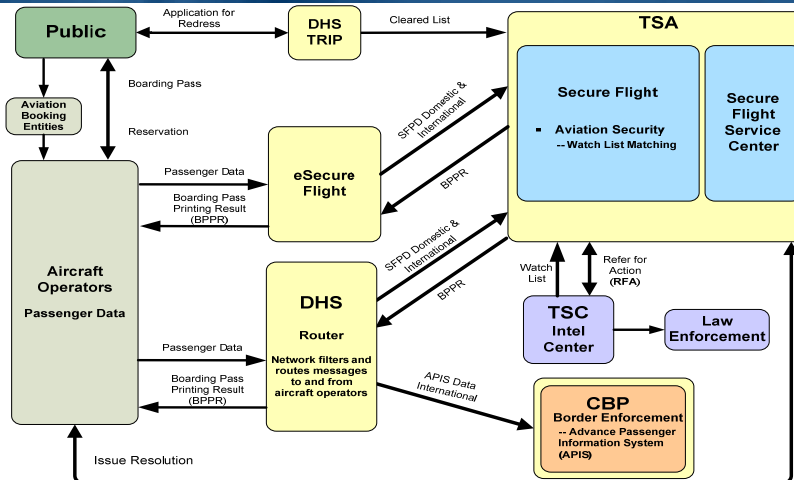 Public
Application for
Redress
DHS
TRIP
Cleared List
TSA
Boarding Pass
Reservation
Aviation
Booking
Entities
SFPD Domestic &
International
BPPR
Secure Flight
▪ Aviation Security
-- Watch List Matching
Secure
Flight
Service
Center
Passenger Data
Boarding Pass
Printing Result
(BPPR)
eSecure
Flight
Aircraft
Operators
Passenger Data
SFPD Domestic &
International
BPPR
Watch
List
Refer for
Action
(RFA)
DHS
Router
Network filters and
routes messages
to and from
aircraft operators
Passenger Data
Boarding Pass
Printing Result
(BPPR)
TSC
Intel
Center
Law
Enforcement
APIS Data
International
CBP
Border Enforcement
-- Advance Passenger
Information System
(APIS)
Issue Resolution